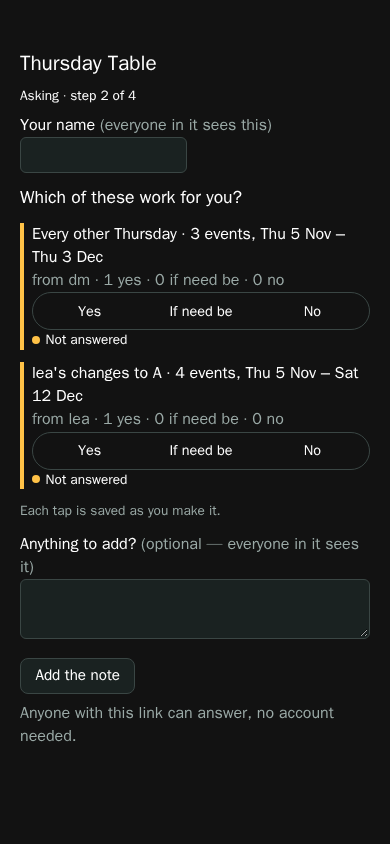 Thursday Table
Asking · step 2 of 4
Your name (everyone in it sees this)
Which of these work for you?
Every other Thursday · 3 events, Thu 5 Nov –
Thu 3 Dec
from dm · 1 yes · 0 if need be · 0 no
Yes If need be No
Not answered
lea's changes to A · 4 events, Thu 5 Nov – Sat
12 Dec
from lea · 1 yes · 0 if need be · 0 no
Yes If need be No
Not answered
Each tap is saved as you make it.
Anything to add? (optional — everyone in it sees
it)
Add the note
Anyone with this link can answer, no account
needed.